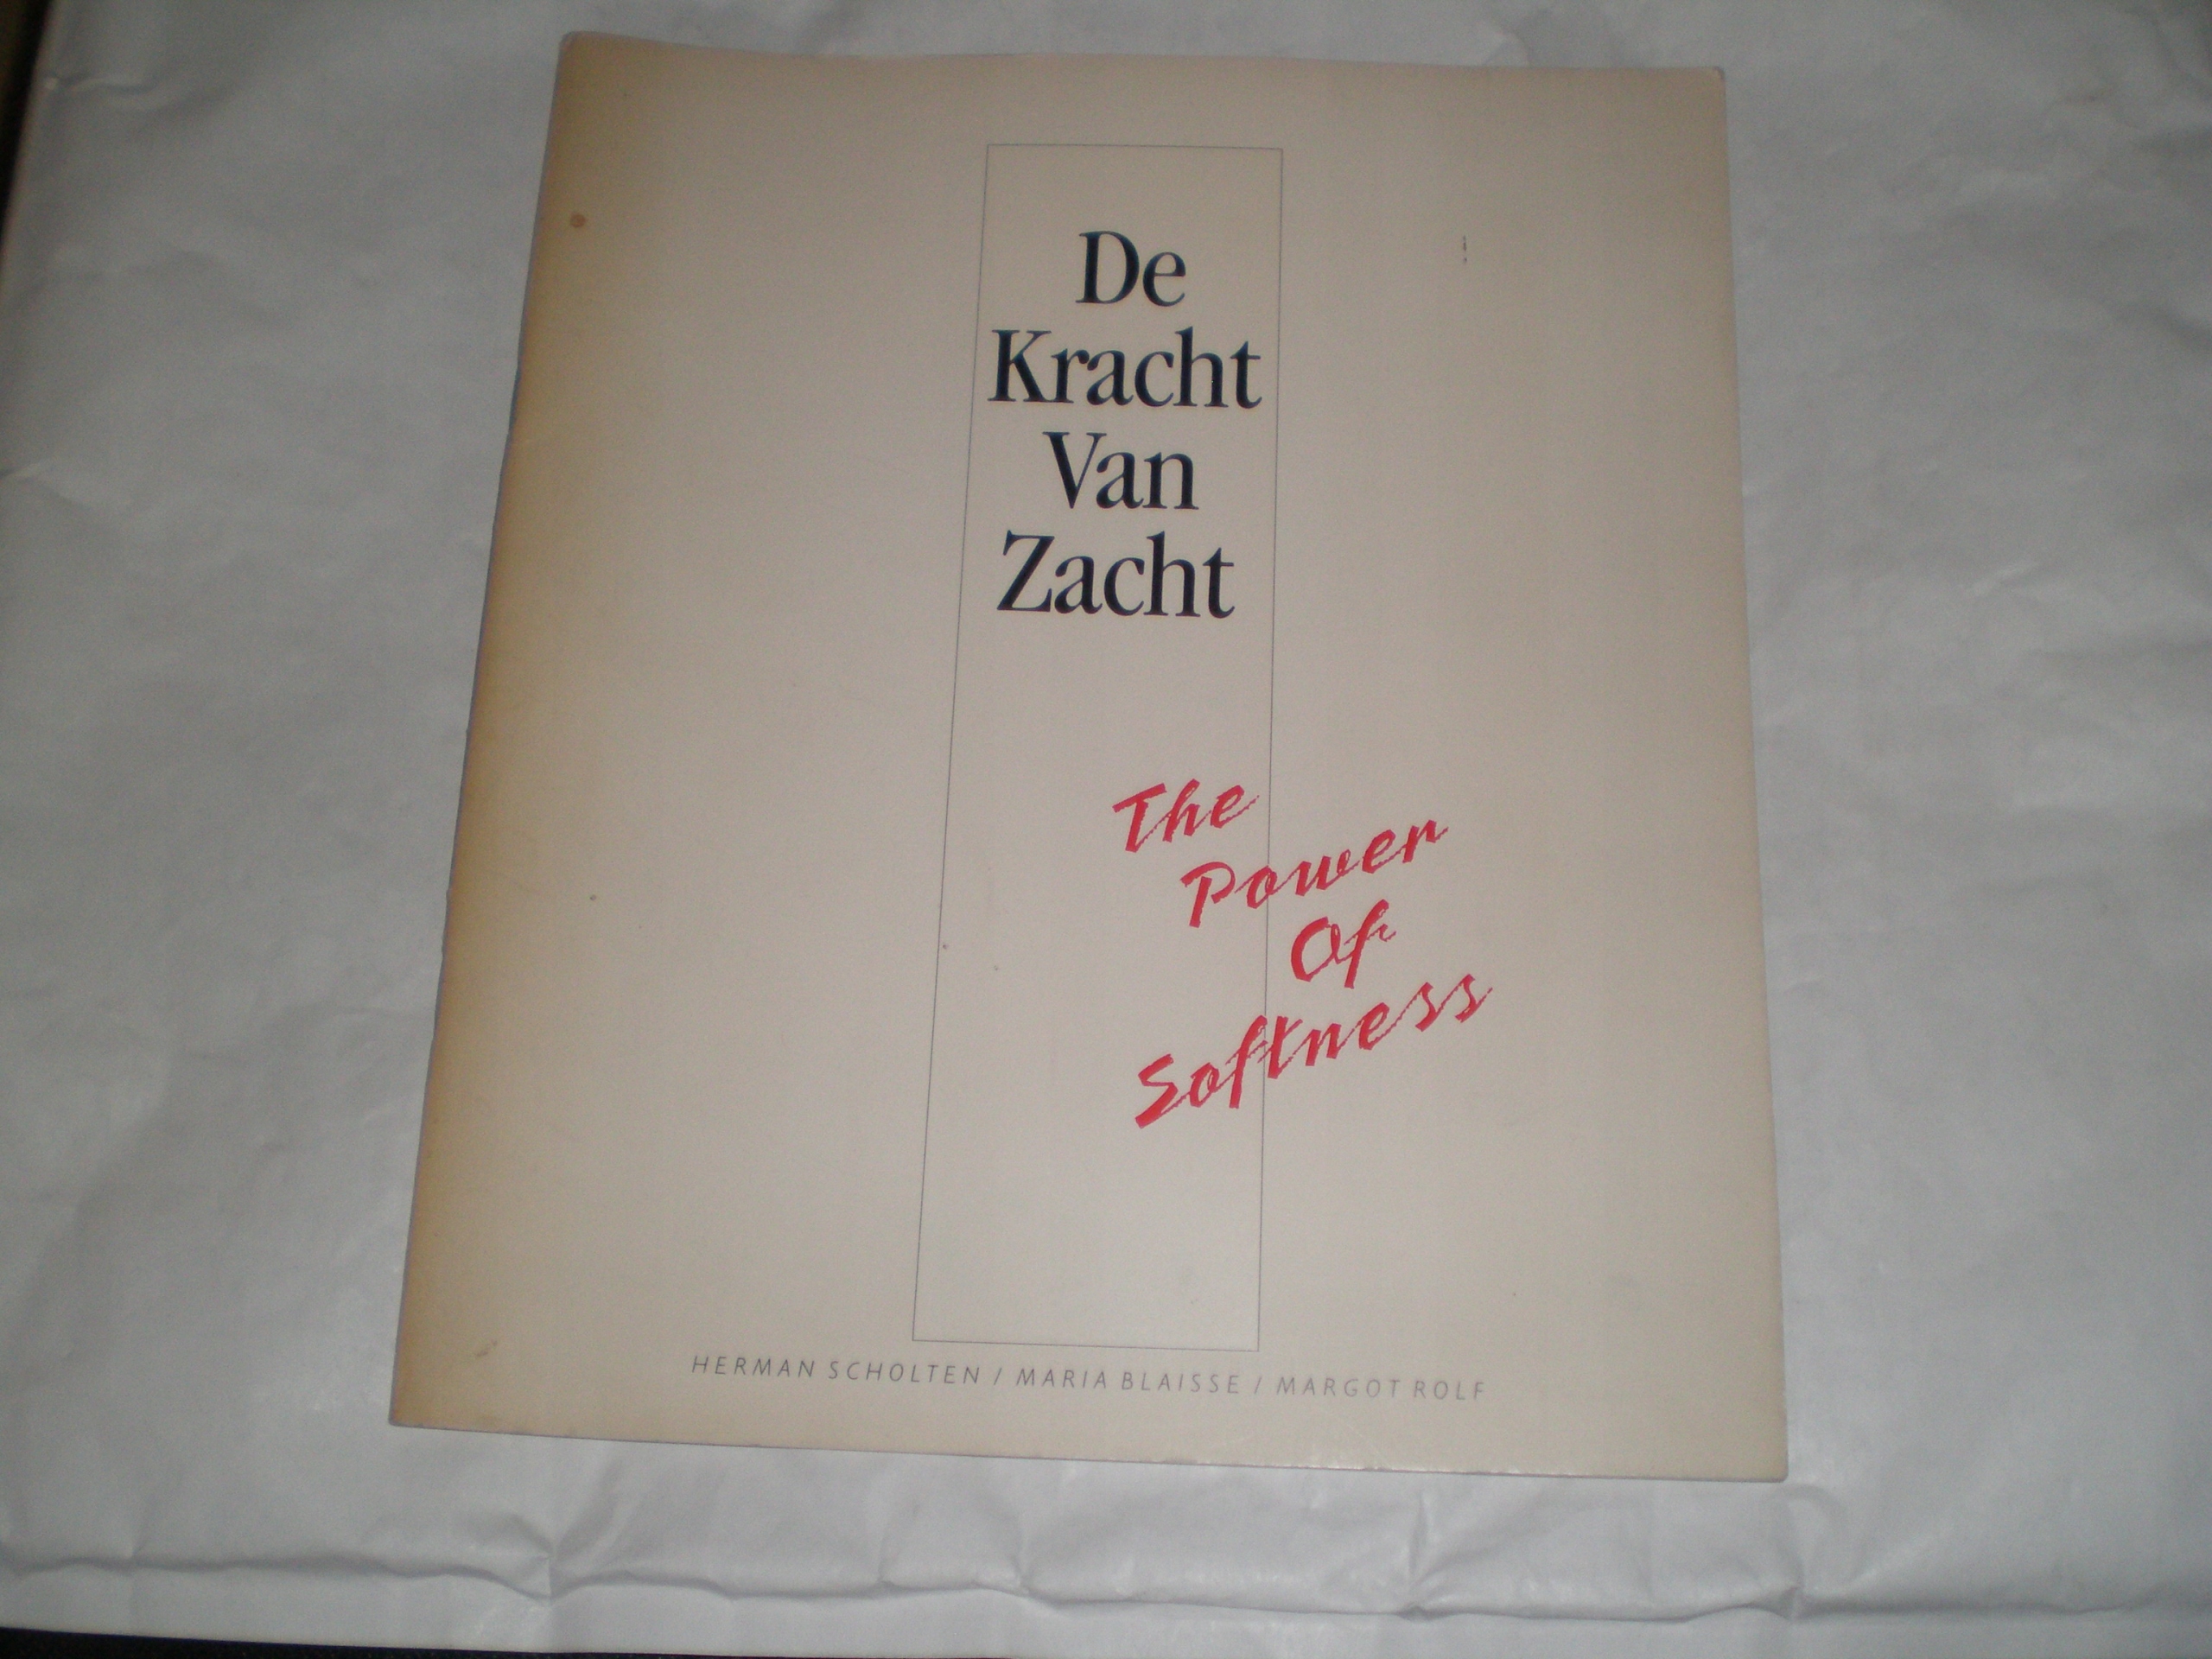 De
Kracht
Van
Zacht
The
Power
Of
Softness
HERMAN SCHOLTEN / MARIA BLAISSE / MARGOT ROLF